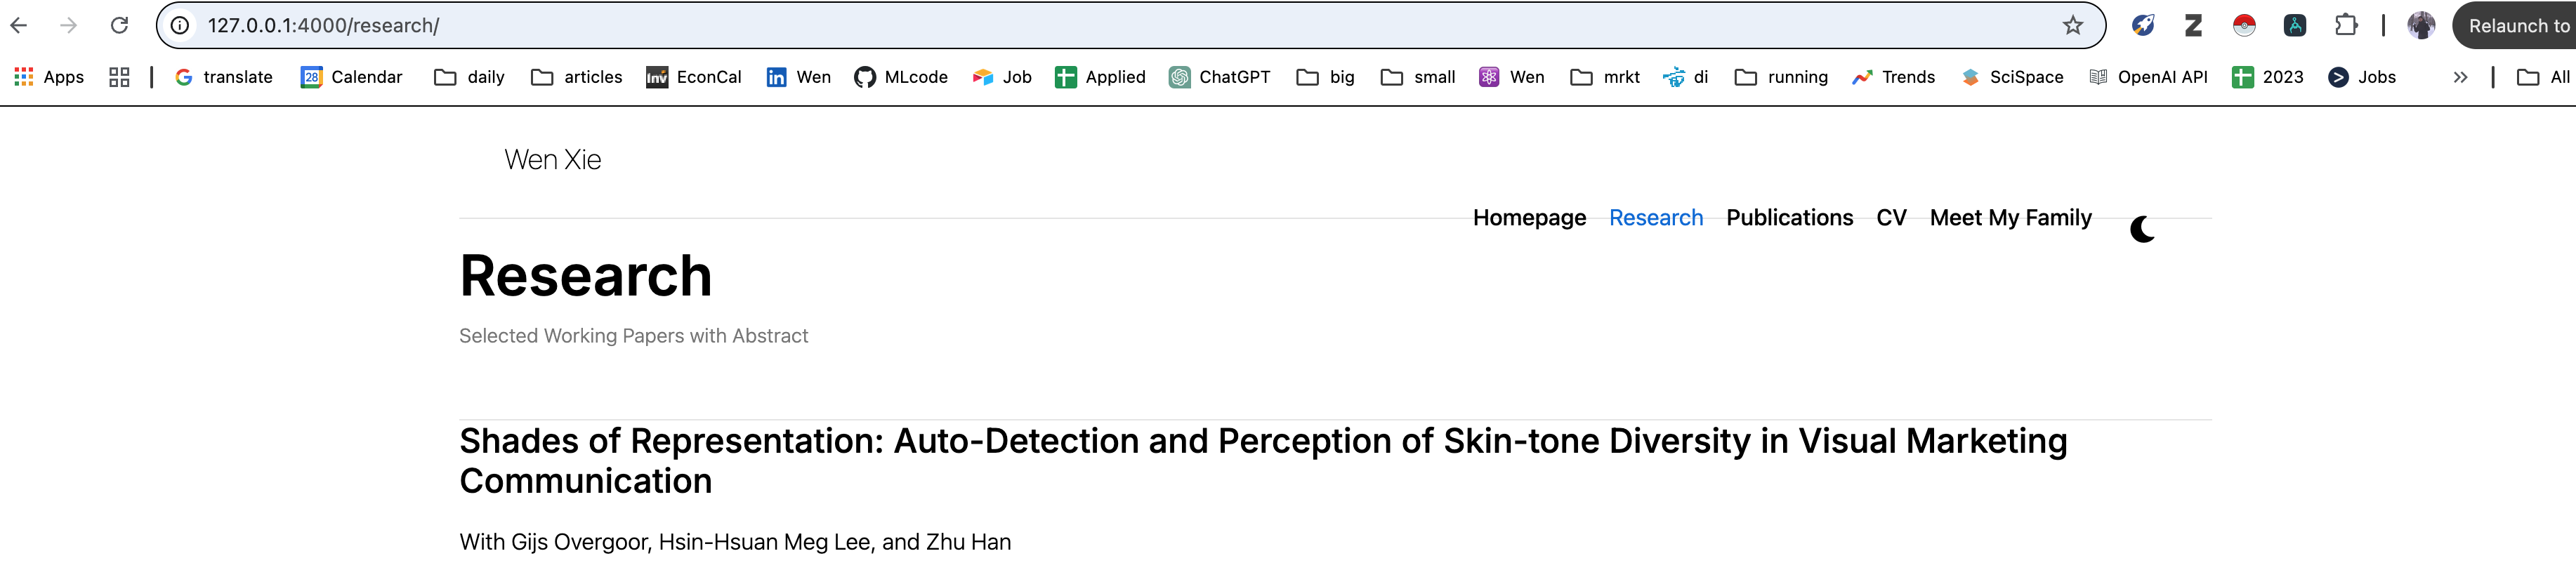 127.0.0.1:4000/research/
Relaunch to
Apps translate 28 Calendar daily articles Inv EconCal in Wen MLcode Job Applied ChatGPT big small Wen mrkt di running Trends SciSpace OpenAI API 2023 Jobs » All
Wen Xie
Homepage Research Publications CV Meet My Family
Research
Selected Working Papers with Abstract
Shades of Representation: Auto-Detection and Perception of Skin-tone Diversity in Visual Marketing
Communication
With Gijs Overgoor, Hsin-Hsuan Meg Lee, and Zhu Han